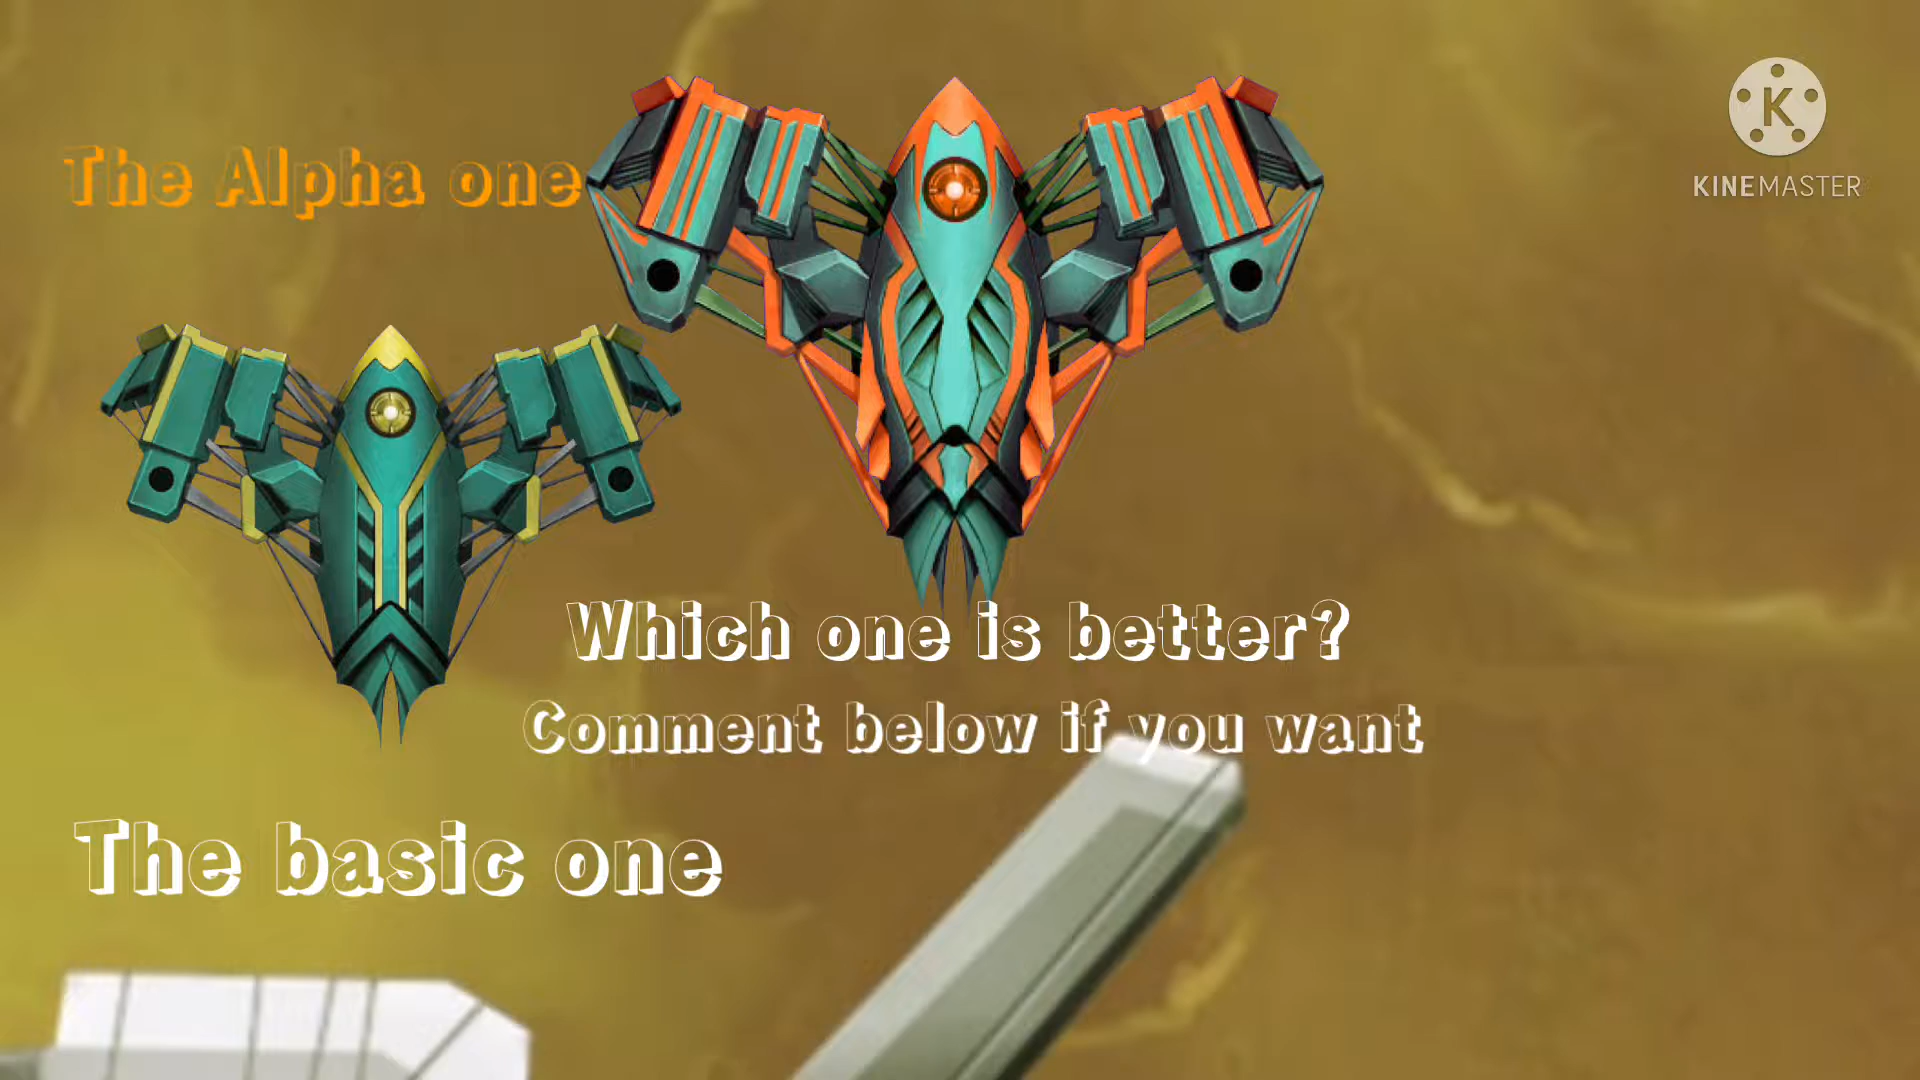 K
KINEMASTER
The Alpha one
Which one is better?
Comment below if you want
The basic one